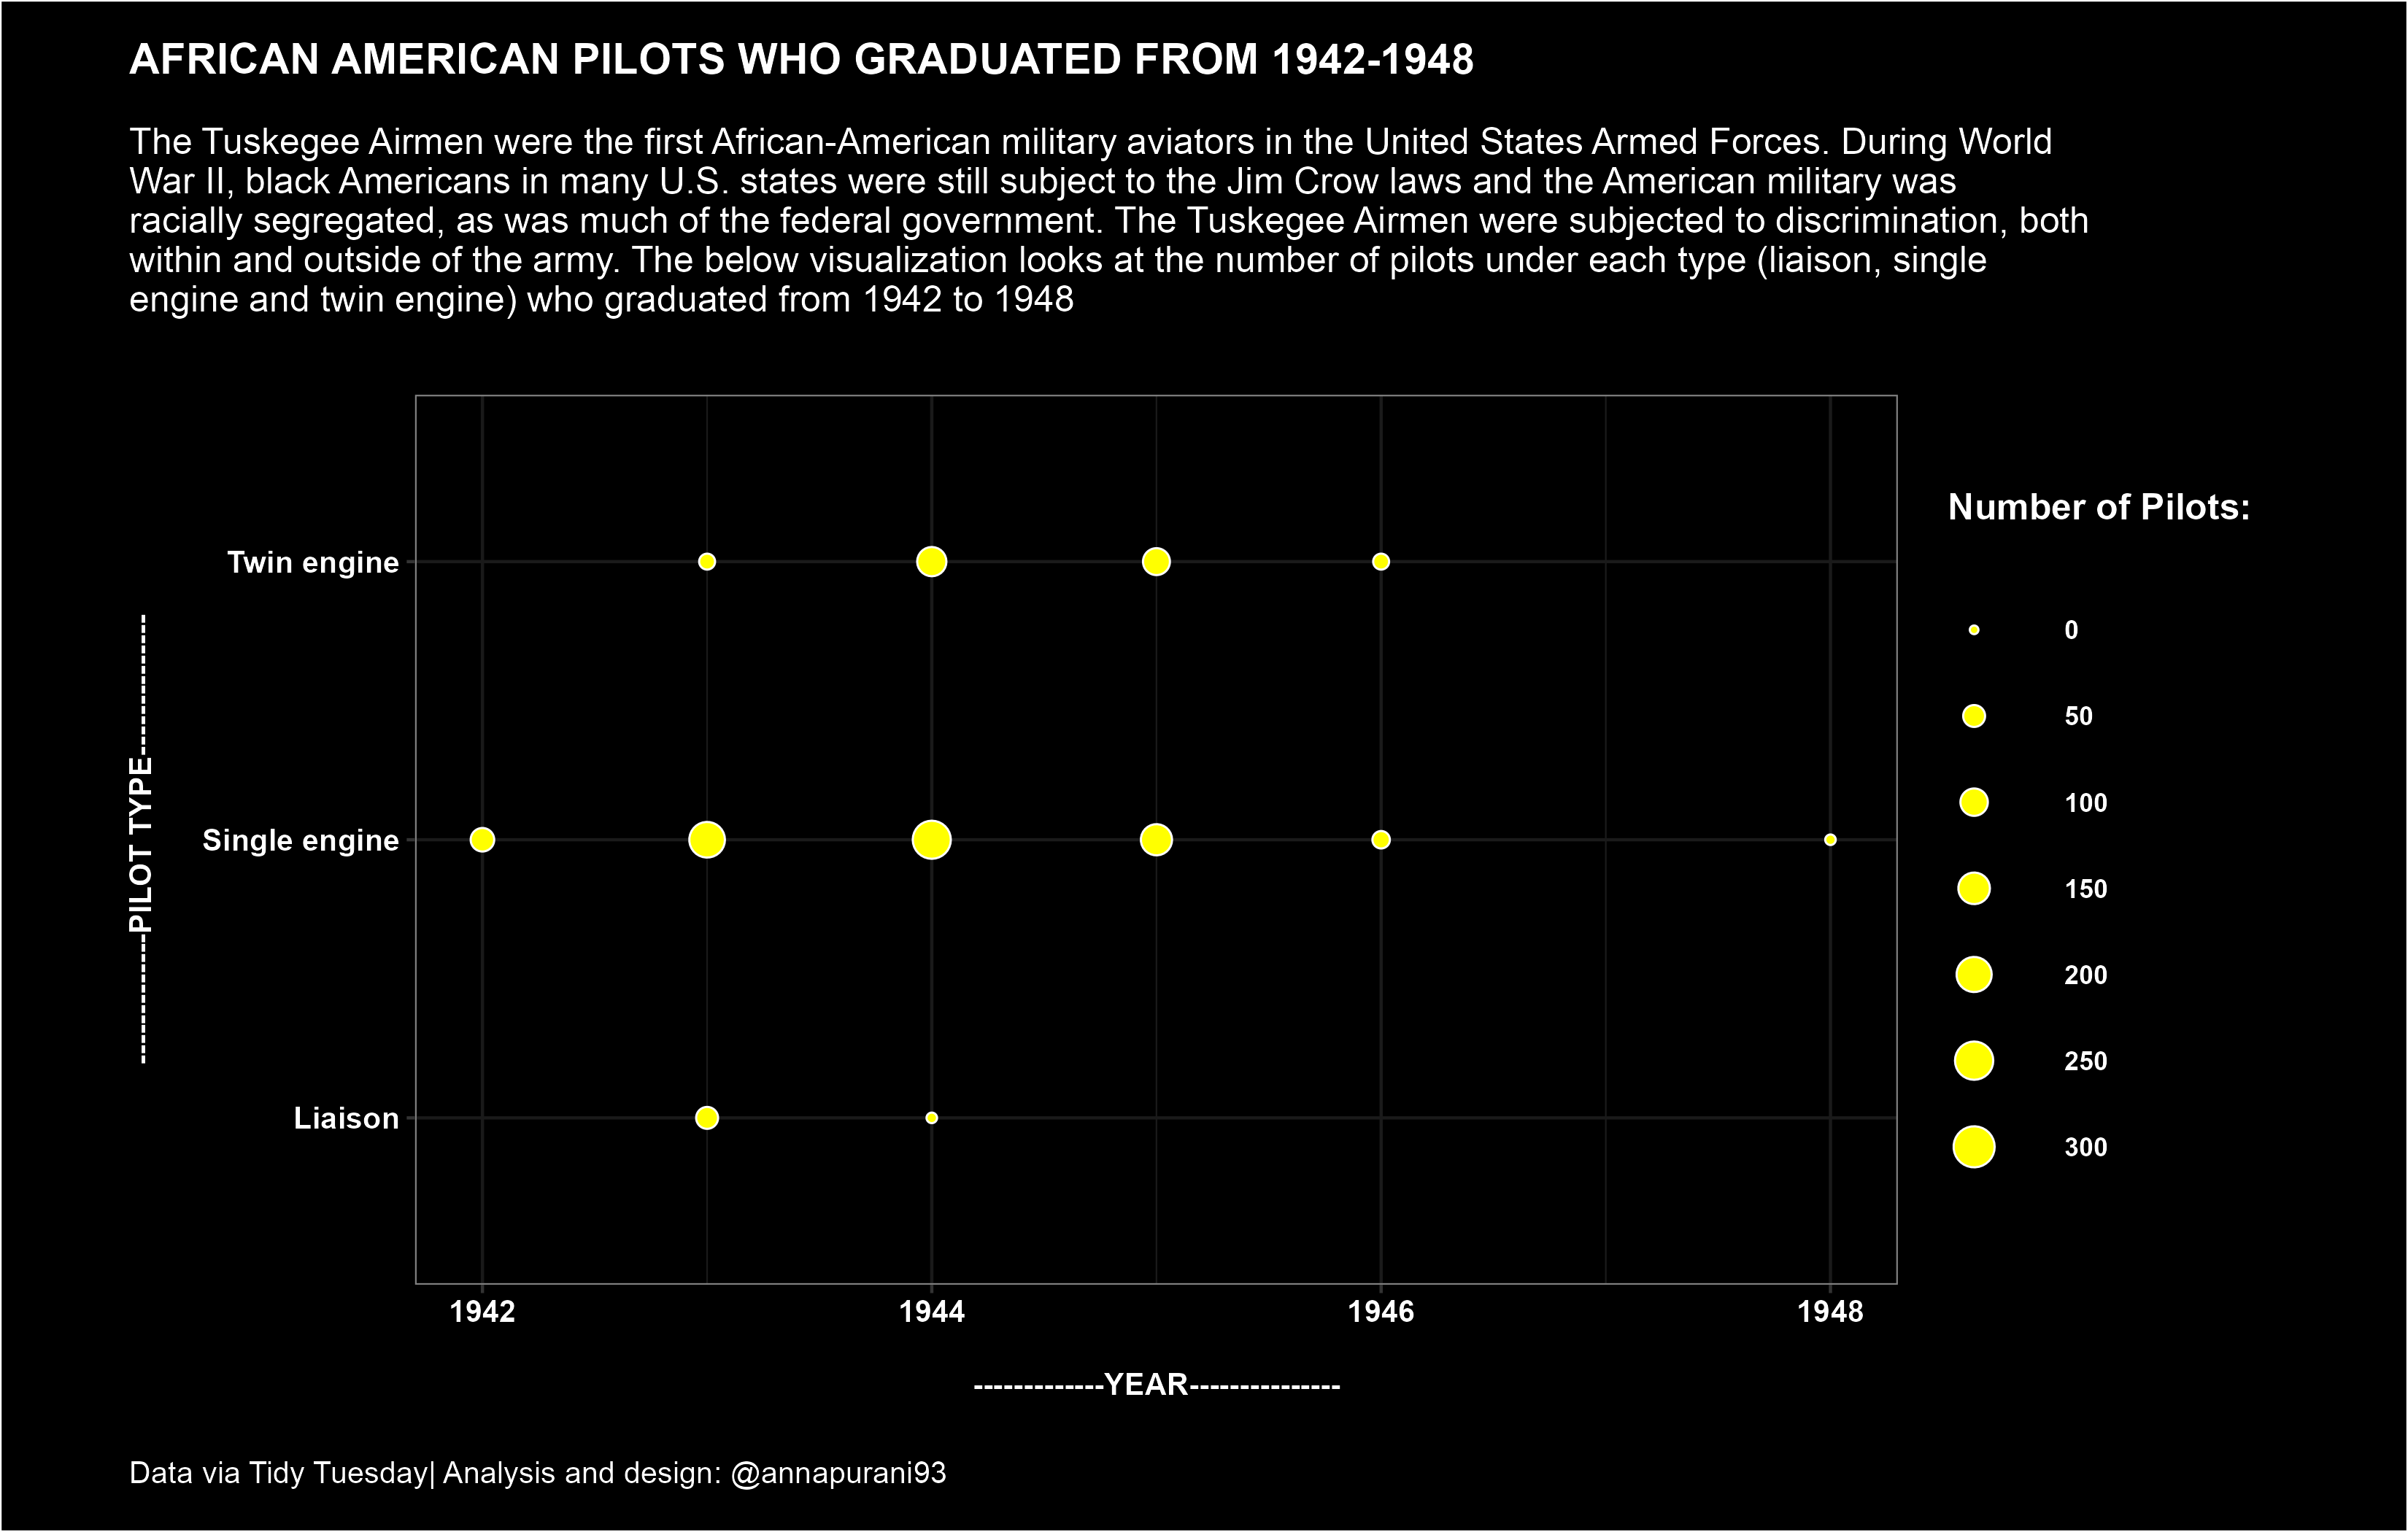 AFRICAN AMERICAN PILOTS WHO GRADUATED FROM 1942-1948
The Tuskegee Airmen were the first African-American military aviators in the United States Armed Forces. During World
War II, black Americans in many U.S. states were still subject to the Jim Crow laws and the American military was
racially segregated, as was much of the federal government. The Tuskegee Airmen were subjected to discrimination, both
within and outside of the army. The below visualization looks at the number of pilots under each type (liaison, single
engine and twin engine) who graduated from 1942 to 1948
-------------PILOT TYPE--------------
Twin engine
Single engine
Liaison
1942
1944
1946
1948
-------------YEAR---------------
Number of Pilots:
0
50
100
150
200
250
300
Data via Tidy Tuesday| Analysis and design: @annapurani93